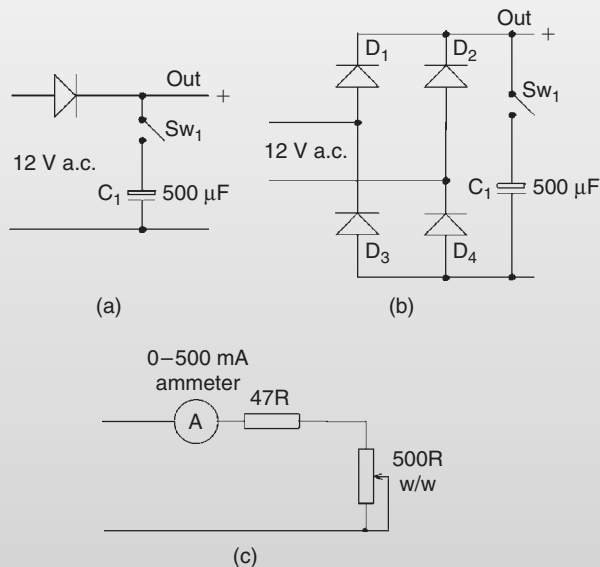 Out +
Sw1
12 V a.c.
C1 500 μF
(a)
Out +
D1 D2
Sw1
12 V a.c.
C1 500 μF
D3 D4
(b)
0–500 mA
ammeter
A
47R
500R
w/w
(c)